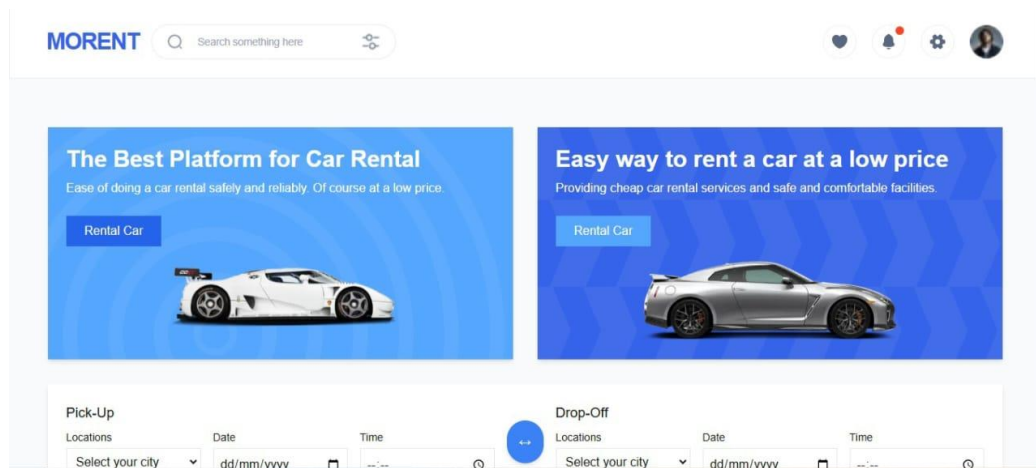 MORENT
Search something here
The Best Platform for Car Rental
Ease of doing a car rental safely and reliably. Of course at a low price.
Rental Car
Easy way to rent a car at a low price
Providing cheap car rental services and safe and comfortable facilities.
Rental Car
Pick-Up
Locations Date Time
Select your city dd/mm/yyyy --:--
Drop-Off
Locations Date Time
Select your city dd/mm/yyyy --:--